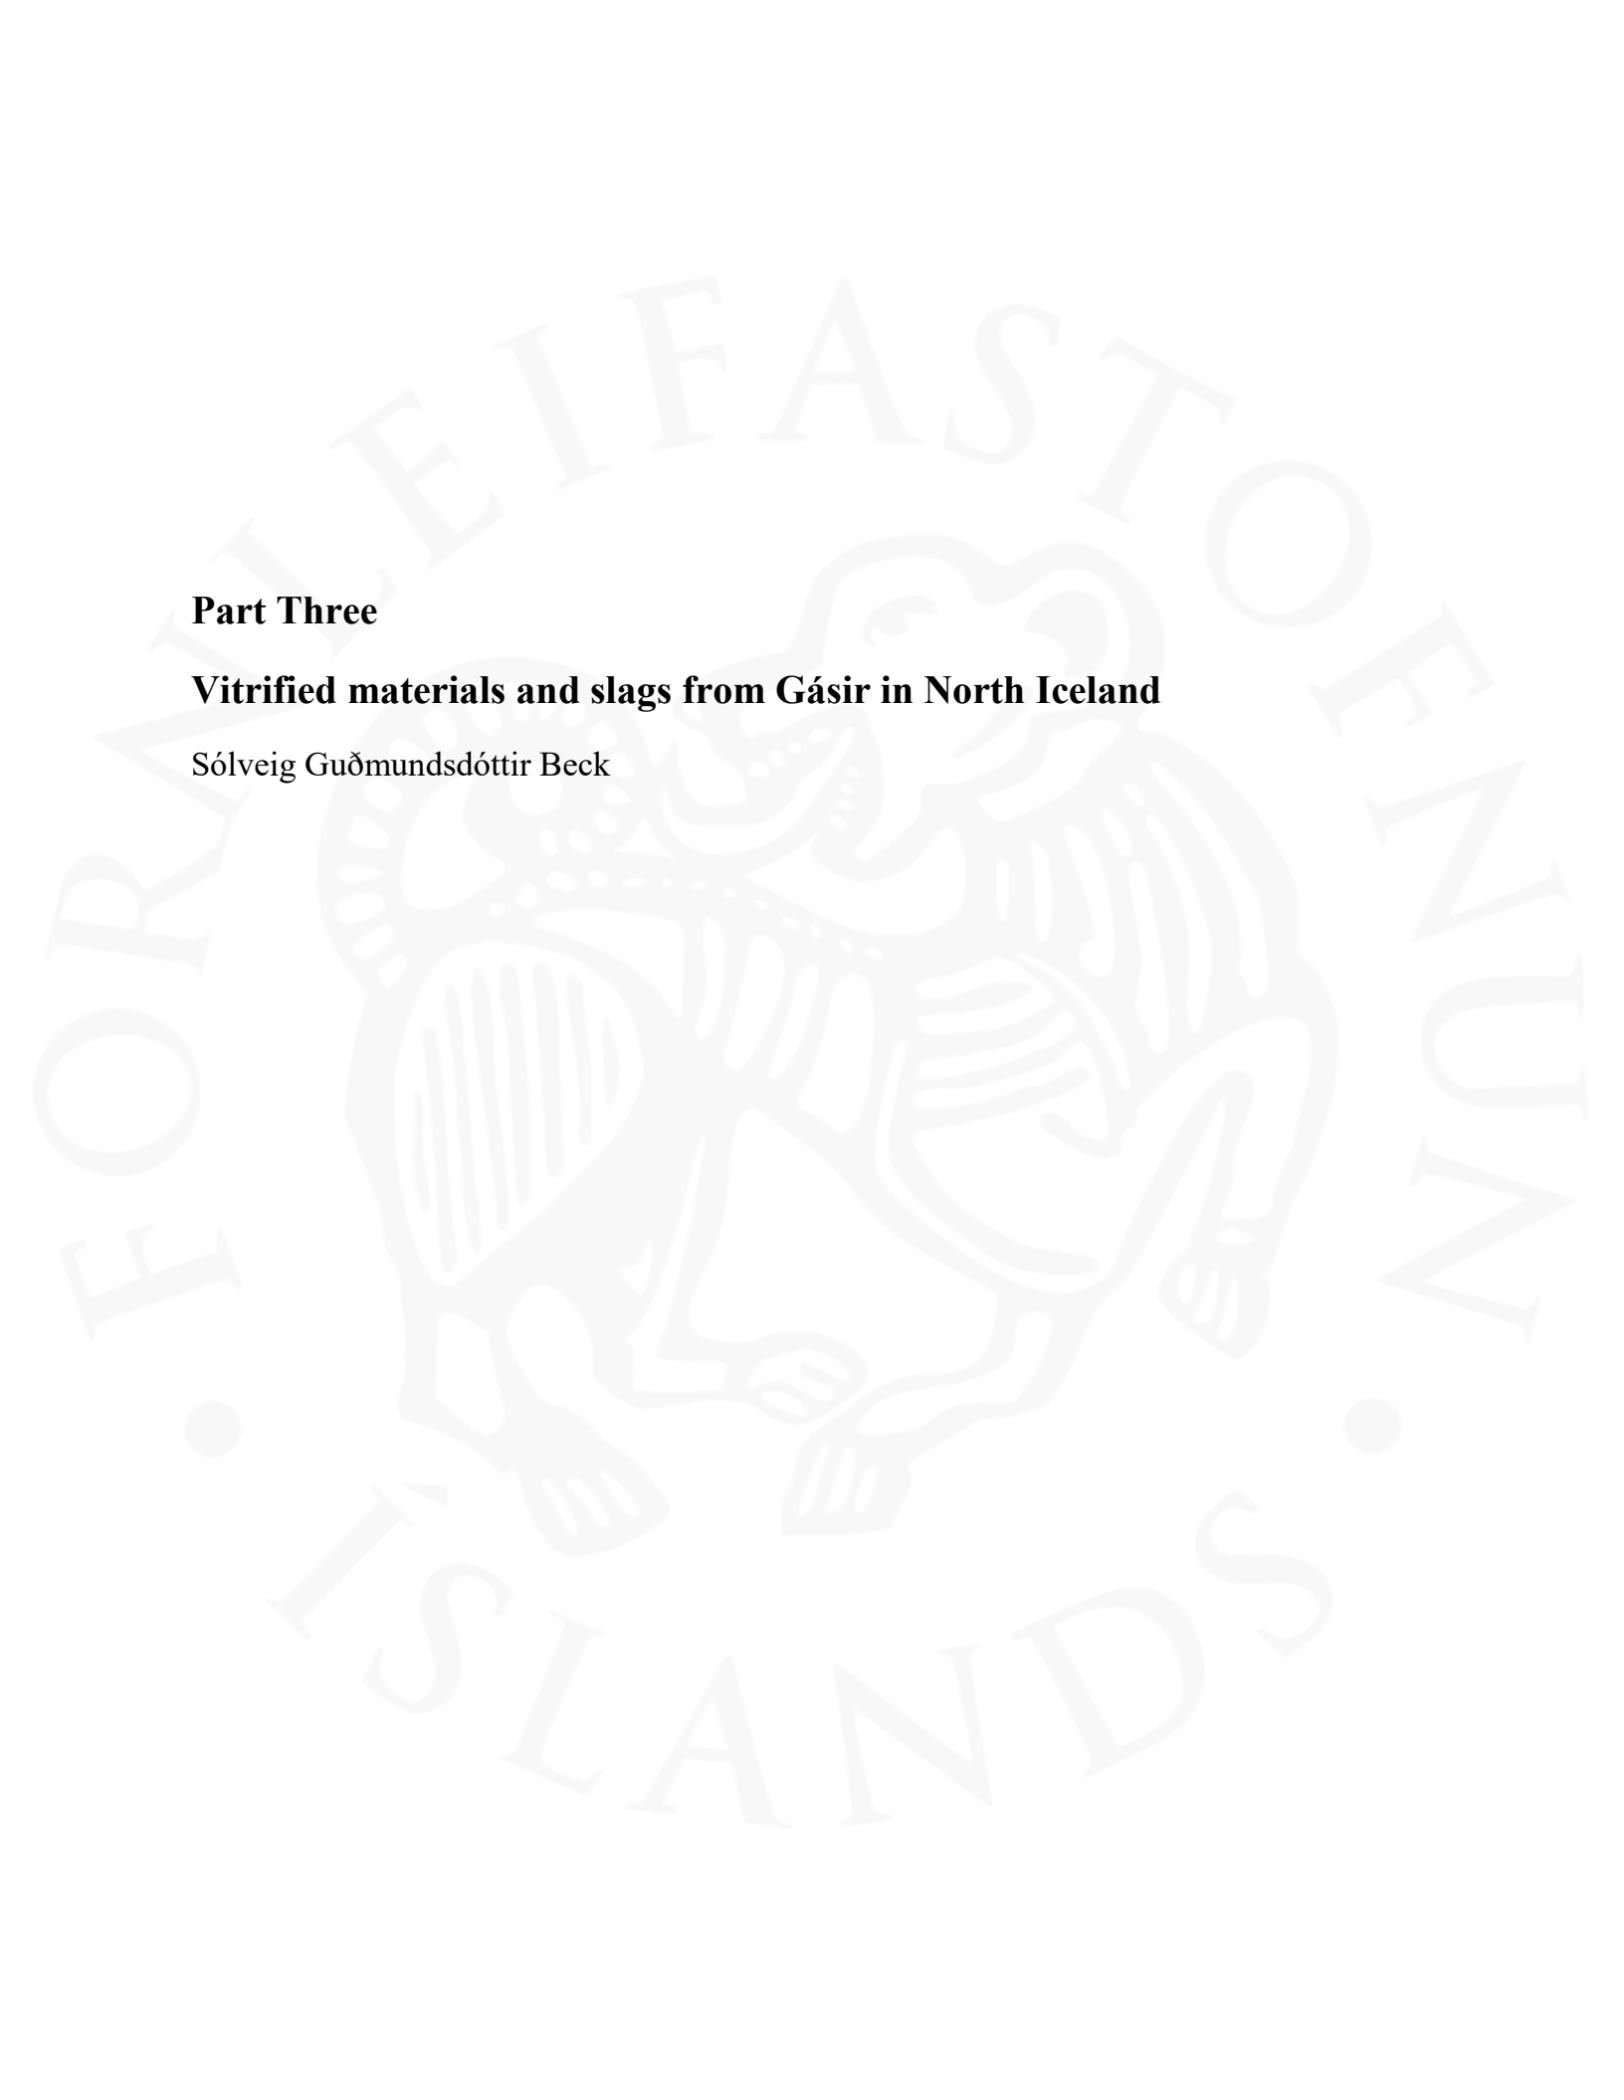 Part Three
Vitrified materials and slags from Gásir in North Iceland
Sólveig Guðmundsdóttir Beck
FORNLEIFASTOFNUN
• ÍSLANDS •